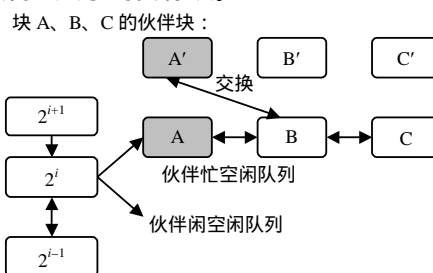 块 A、B、C 的伙伴块：
A′ B′ C′
交换
2^{i+1}
A B C
2^i
伙伴忙空闲队列
伙伴闲空闲队列
2^{i−1}